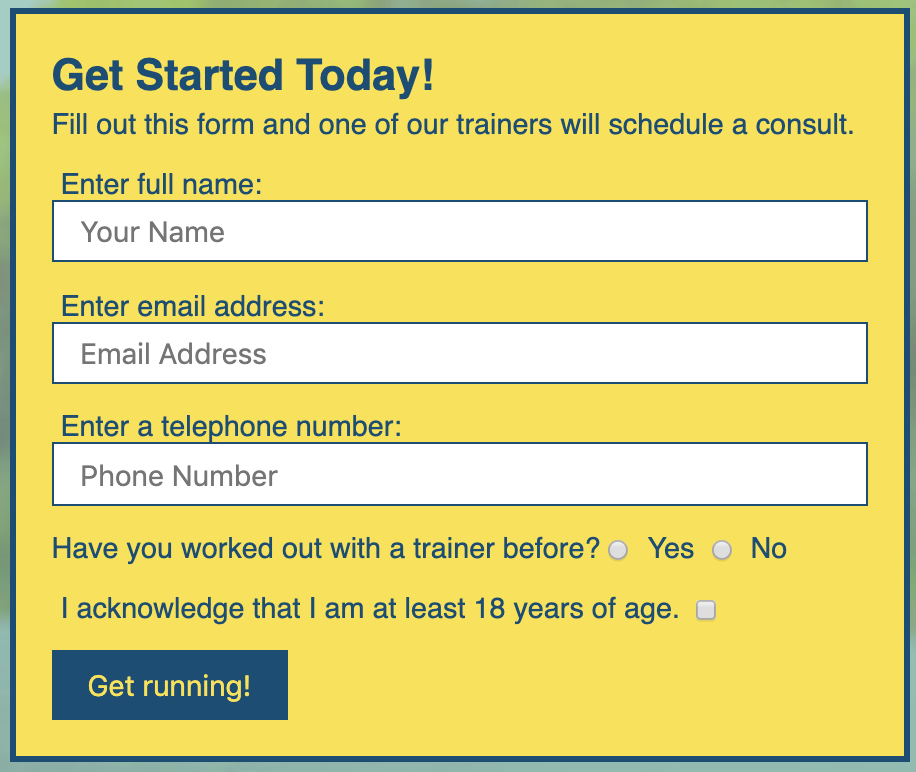 Get Started Today!
Fill out this form and one of our trainers will schedule a consult.
Enter full name:
Your Name
Enter email address:
Email Address
Enter a telephone number:
Phone Number
Have you worked out with a trainer before? Yes No
I acknowledge that I am at least 18 years of age.
Get running!